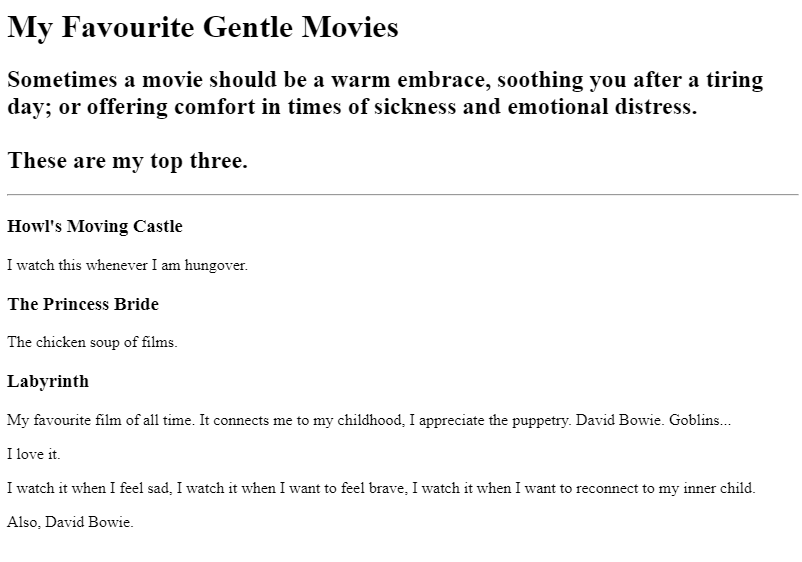 My Favourite Gentle Movies
Sometimes a movie should be a warm embrace, soothing you after a tiring
day; or offering comfort in times of sickness and emotional distress.
These are my top three.
Howl's Moving Castle
I watch this whenever I am hungover.
The Princess Bride
The chicken soup of films.
Labyrinth
My favourite film of all time. It connects me to my childhood, I appreciate the puppetry. David Bowie. Goblins...
I love it.
I watch it when I feel sad, I watch it when I want to feel brave, I watch it when I want to reconnect to my inner child.
Also, David Bowie.